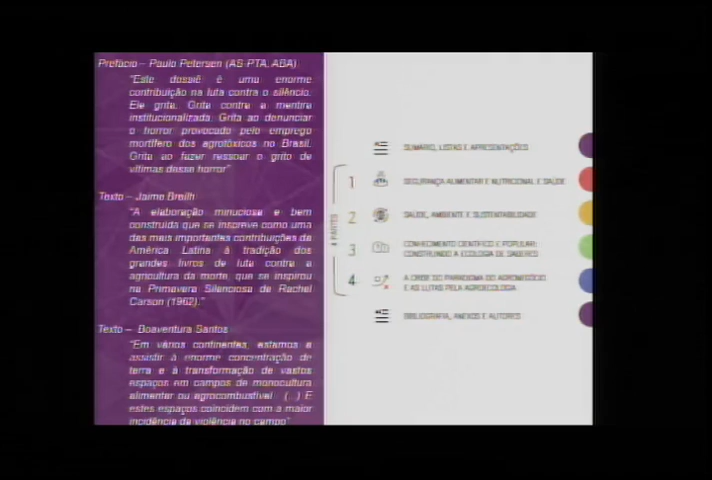 Prefácio – Paulo Petersen (AS-PTA, ABA)
"Este dossiê é uma enorme
contribuição na luta contra o silêncio.
Ele grita. Grita contra a mentira
institucionalizada. Grita ao denunciar
o horror provocado pelo emprego
mortífero dos agrotóxicos no Brasil.
Grita ao fazer ressoar o grito de
vítimas desse horror"
Texto – Jaime Breilh
"A elaboração minuciosa e bem
construída que se inscreve como uma
das mais importantes contribuições da
América Latina à tradição dos
grandes livros de luta contra a
agricultura da morte, que se inspirou
na Primavera Silenciosa de Rachel
Carson (1962)."
Texto – Boaventura Santos
"Em vários continentes, estamos a
assistir à enorme concentração de
terra e à transformação de vastos
espaços em campos de monocultura
alimentar ou agrocombustível (...) E
estes espaços coincidem com a maior
incidência da violência no campo"
SUMÁRIO, LISTAS E APRESENTAÇÕES
4 PARTES
1 SEGURANÇA ALIMENTAR E NUTRICIONAL E SAÚDE
2 SAÚDE, AMBIENTE E SUSTENTABILIDADE
3 CONHECIMENTO CIENTÍFICO E POPULAR:
CONSTRUINDO A ECOLOGIA DE SABERES
4 A CRISE DO PARADIGMA DO AGRONEGÓCIO
E AS LUTAS PELA AGROECOLOGIA
BIBLIOGRAFIA, ANEXOS E AUTORES